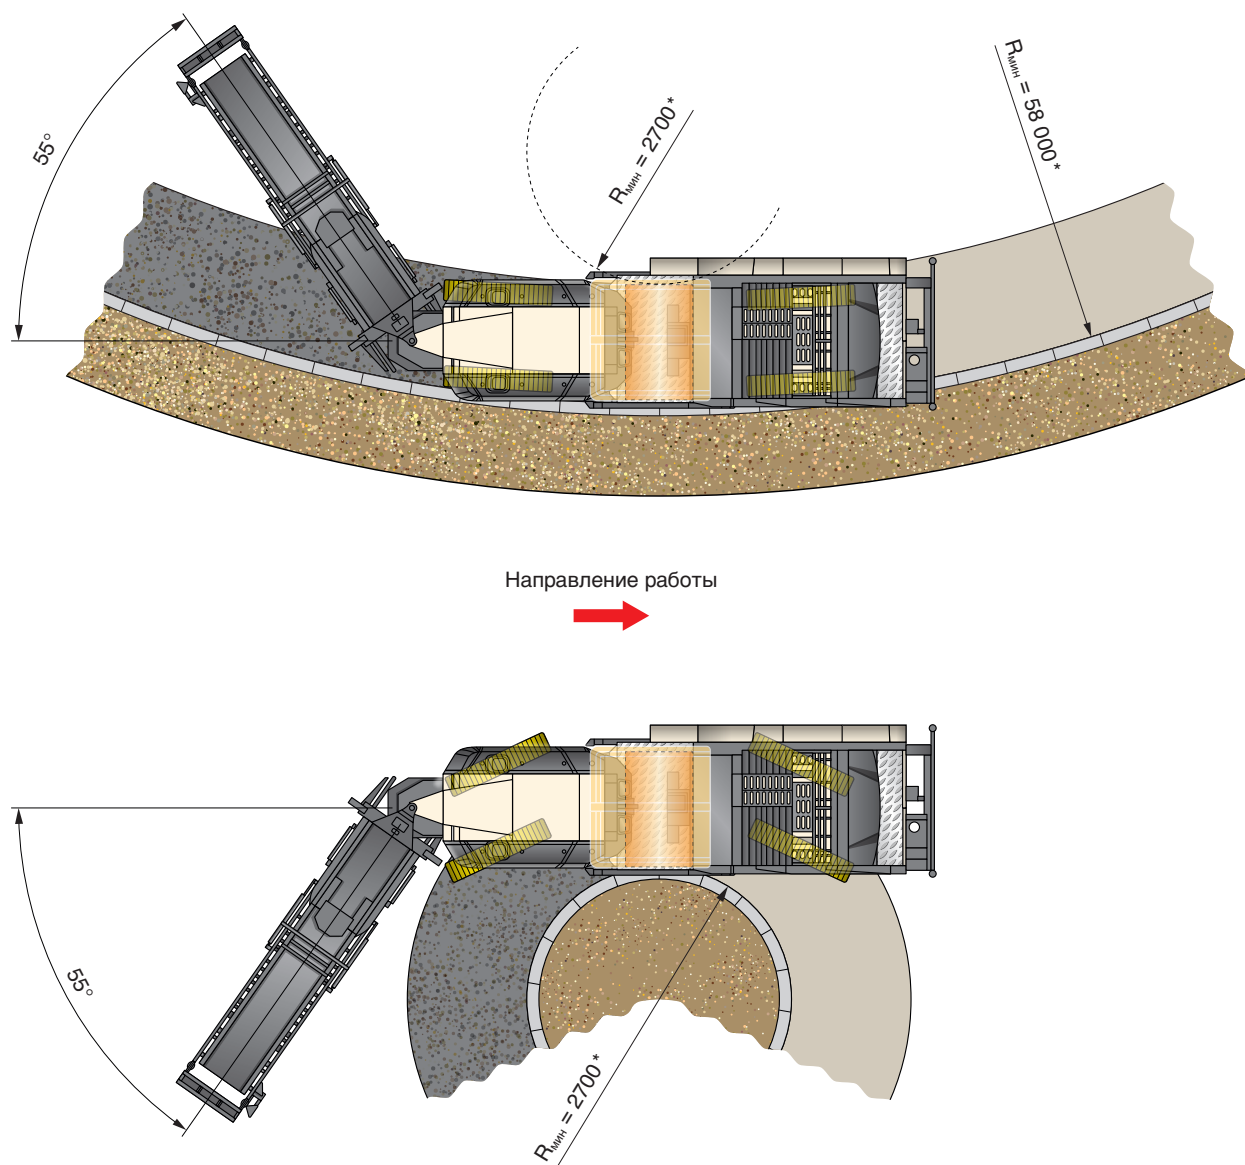 55°
Rмин = 2700*
Rмин = 58 000*
Направление работы
55°
Rмин = 2700*